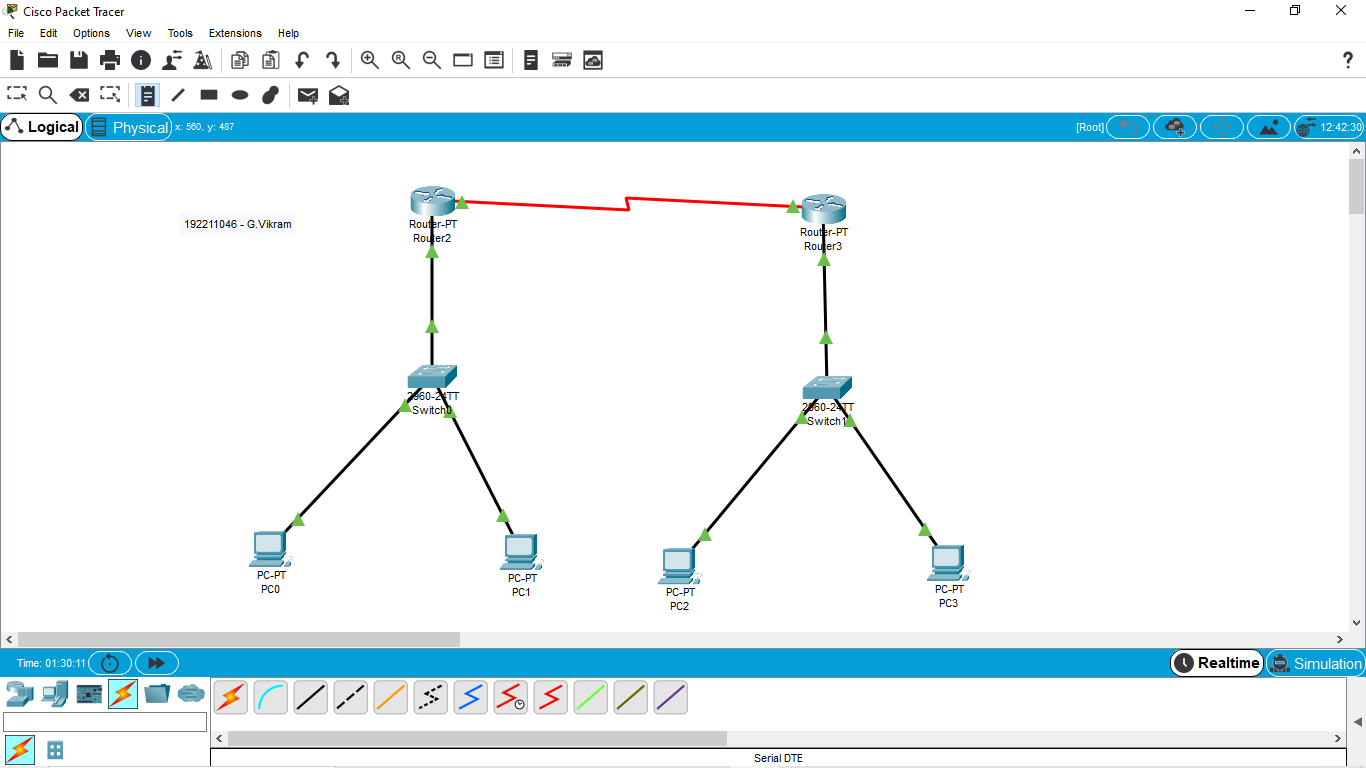 Cisco Packet Tracer
File Edit Options View Tools Extensions Help
Logical Physical x: 560, y: 487 [Root] 12:42:30
192211046 - G.Vikram
Router-PT
Router2
Router-PT
Router3
2960-24TT
Switch0
2960-24TT
Switch1
PC-PT
PC0
PC-PT
PC1
PC-PT
PC2
PC-PT
PC3
Time: 01:30:11 Realtime Simulation
Serial DTE